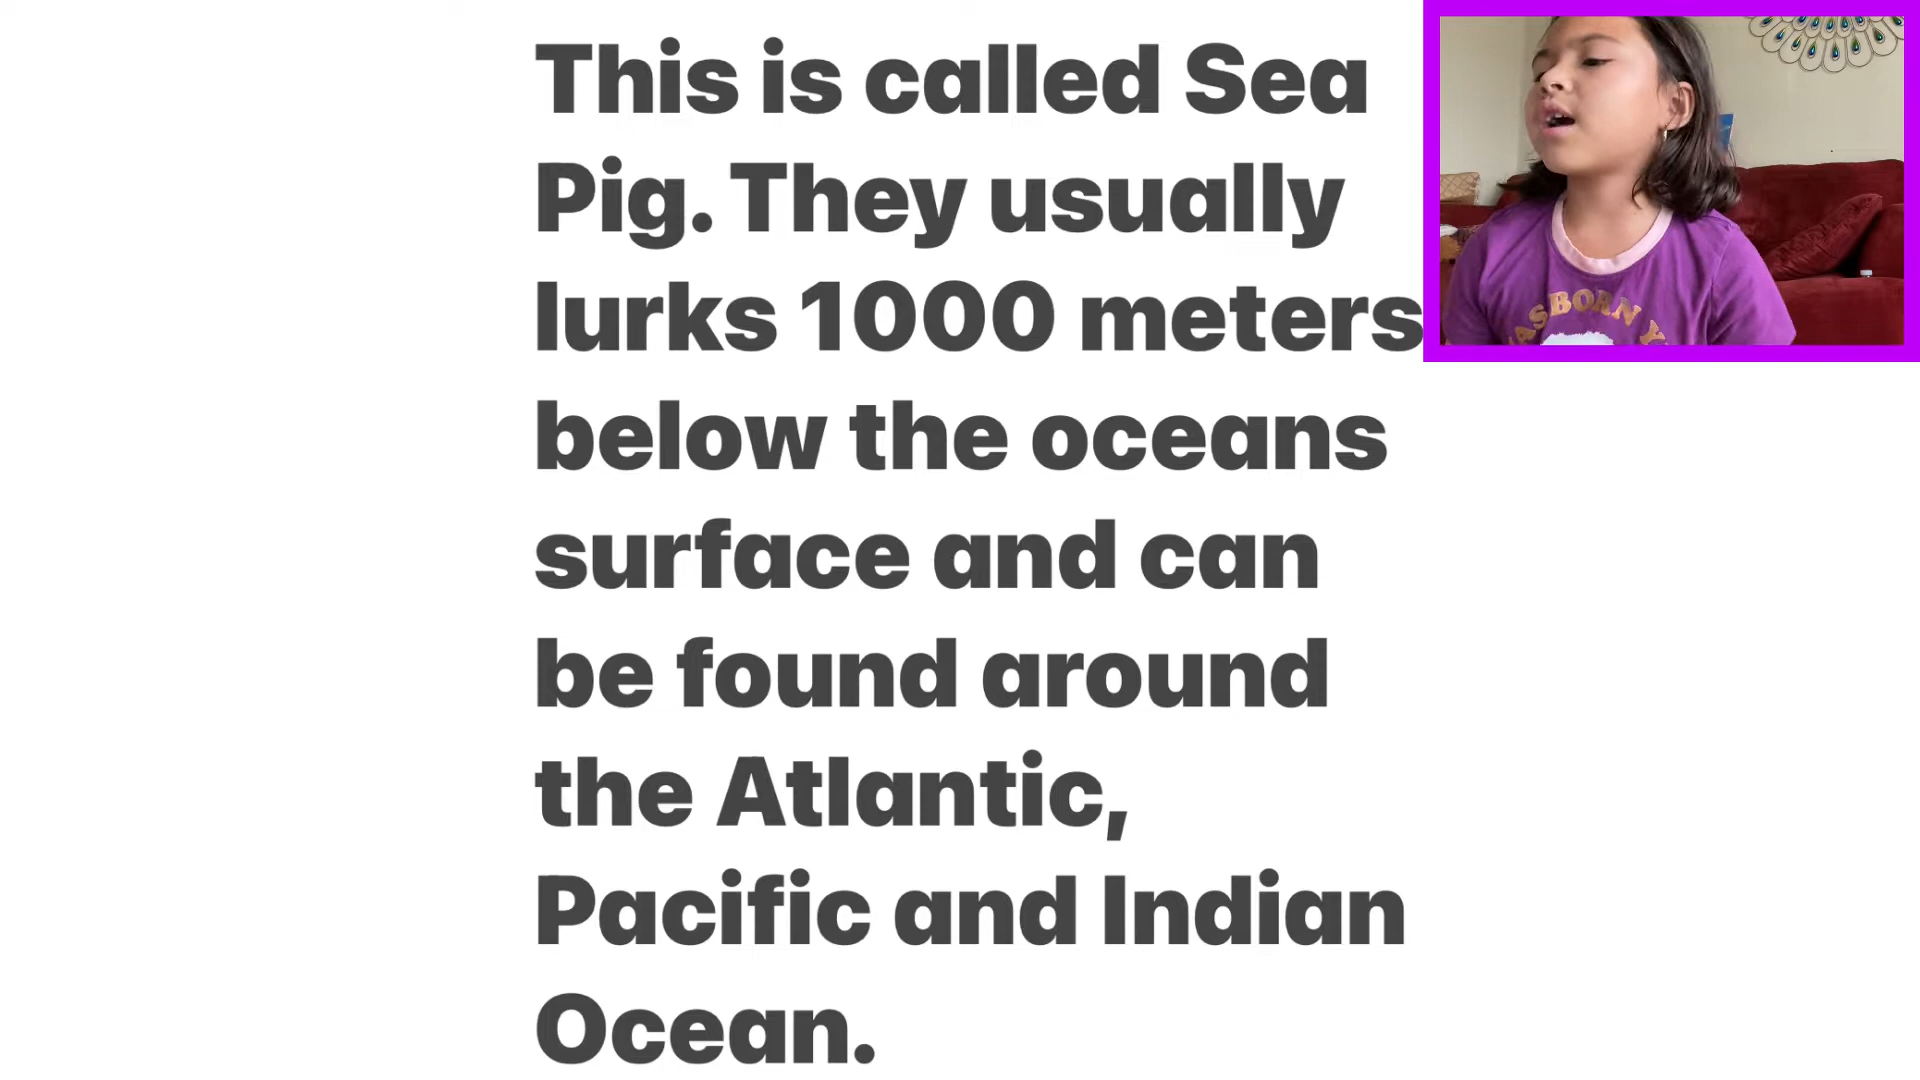 This is called Sea
Pig. They usually
lurks 1000 meters
below the oceans
surface and can
be found around
the Atlantic,
Pacific and Indian
Ocean.